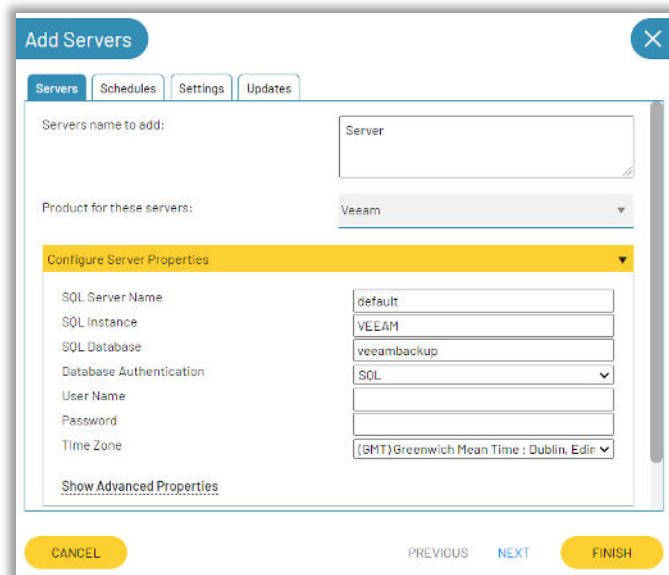 Add Servers
Servers Schedules Settings Updates
Servers name to add: Server
Product for these servers: Veeam
Configure Server Properties
SQL Server Name default
SQL Instance VEEAM
SQL Database veeambackup
Database Authentication SQL
User Name
Password
Time Zone (GMT) Greenwich Mean Time : Dublin, Edin
Show Advanced Properties
CANCEL PREVIOUS NEXT FINISH